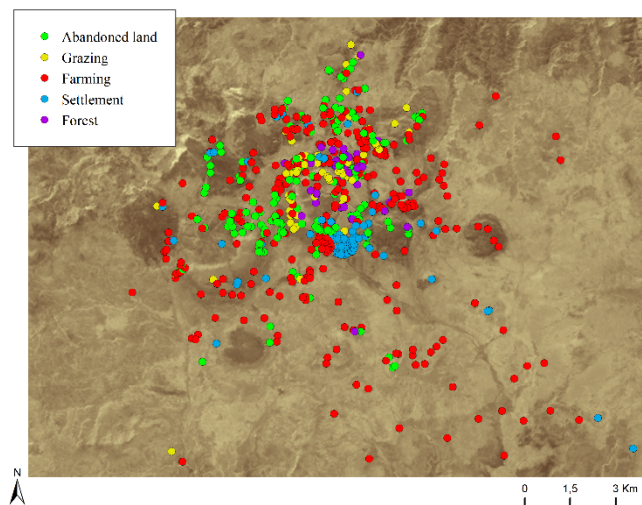 Abandoned land
Grazing
Farming
Settlement
Forest
N
0 1,5 3 Km